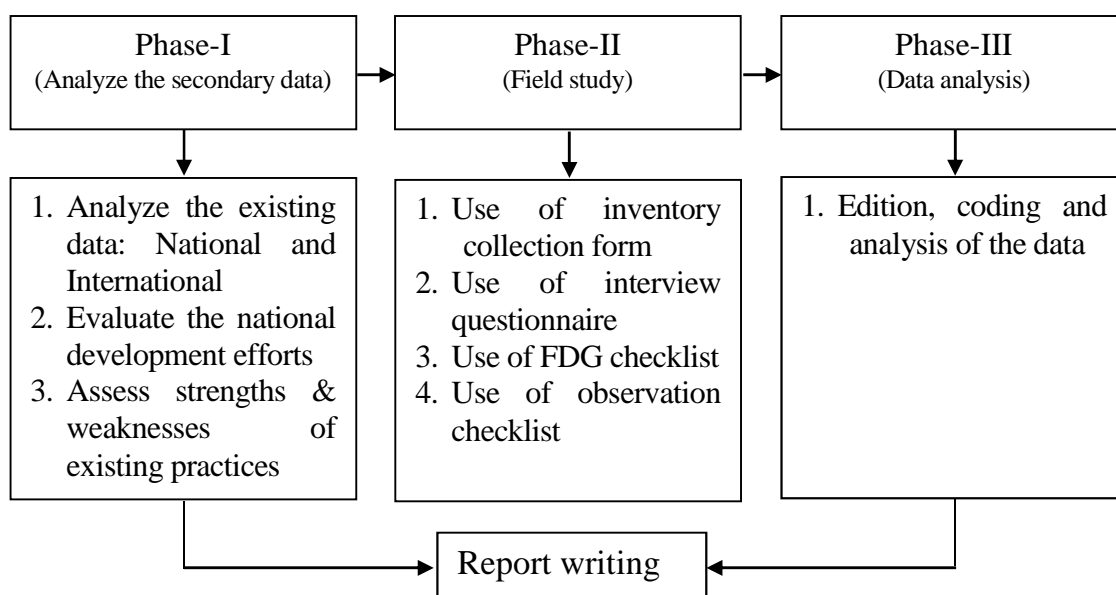 Phase-I
(Analyze the secondary data)
Phase-II
(Field study)
Phase-III
(Data analysis)
1. Analyze the existing
data: National and
International
2. Evaluate the national
development efforts
3. Assess strengths &
weaknesses of
existing practices
1. Use of inventory
collection form
2. Use of interview
questionnaire
3. Use of FDG checklist
4. Use of observation
checklist
1. Edition, coding and
analysis of the data
Report writing